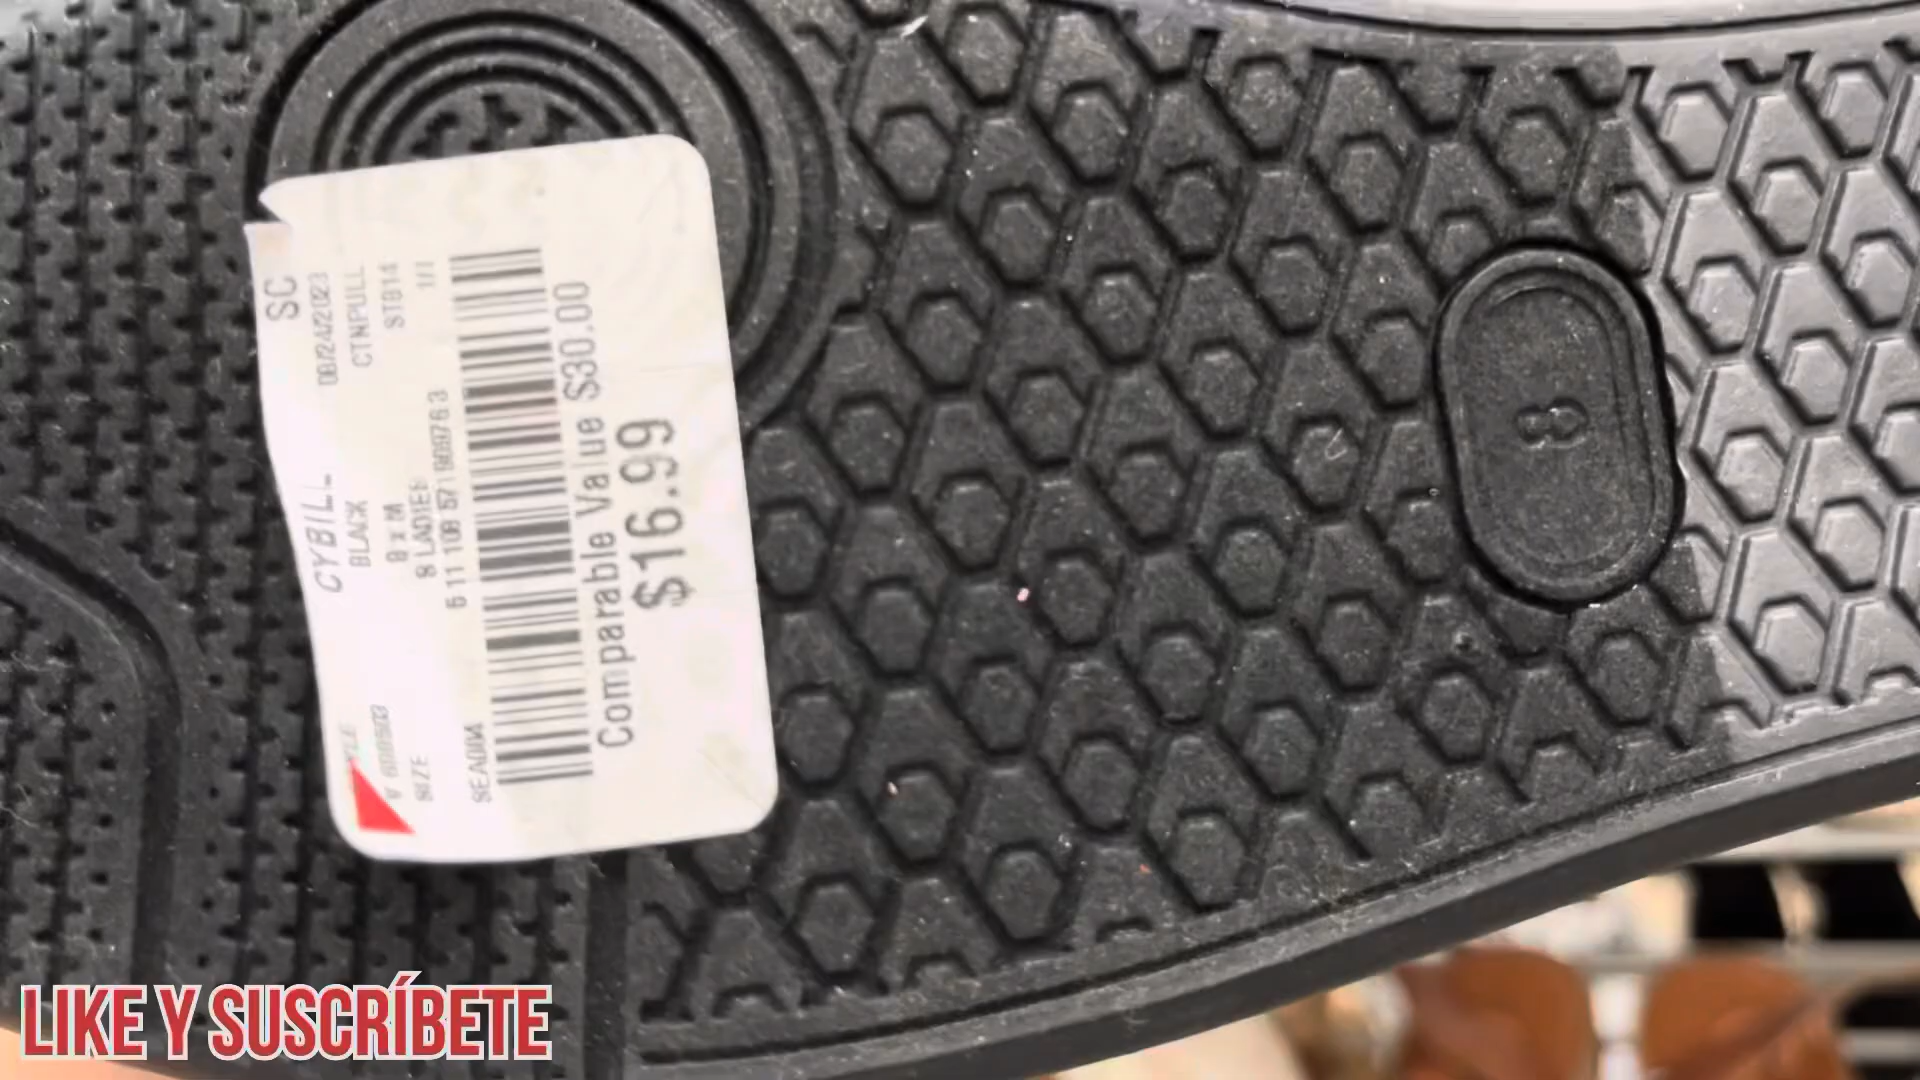 SC
08/24/2023
CYBILL
BLACK
CTNPULL
8 x M
ST814
1/1
SIZE
8 LADIES
SEA004
Comparable Value $30.00
$16.99
8
LIKE Y SUSCRÍBETE